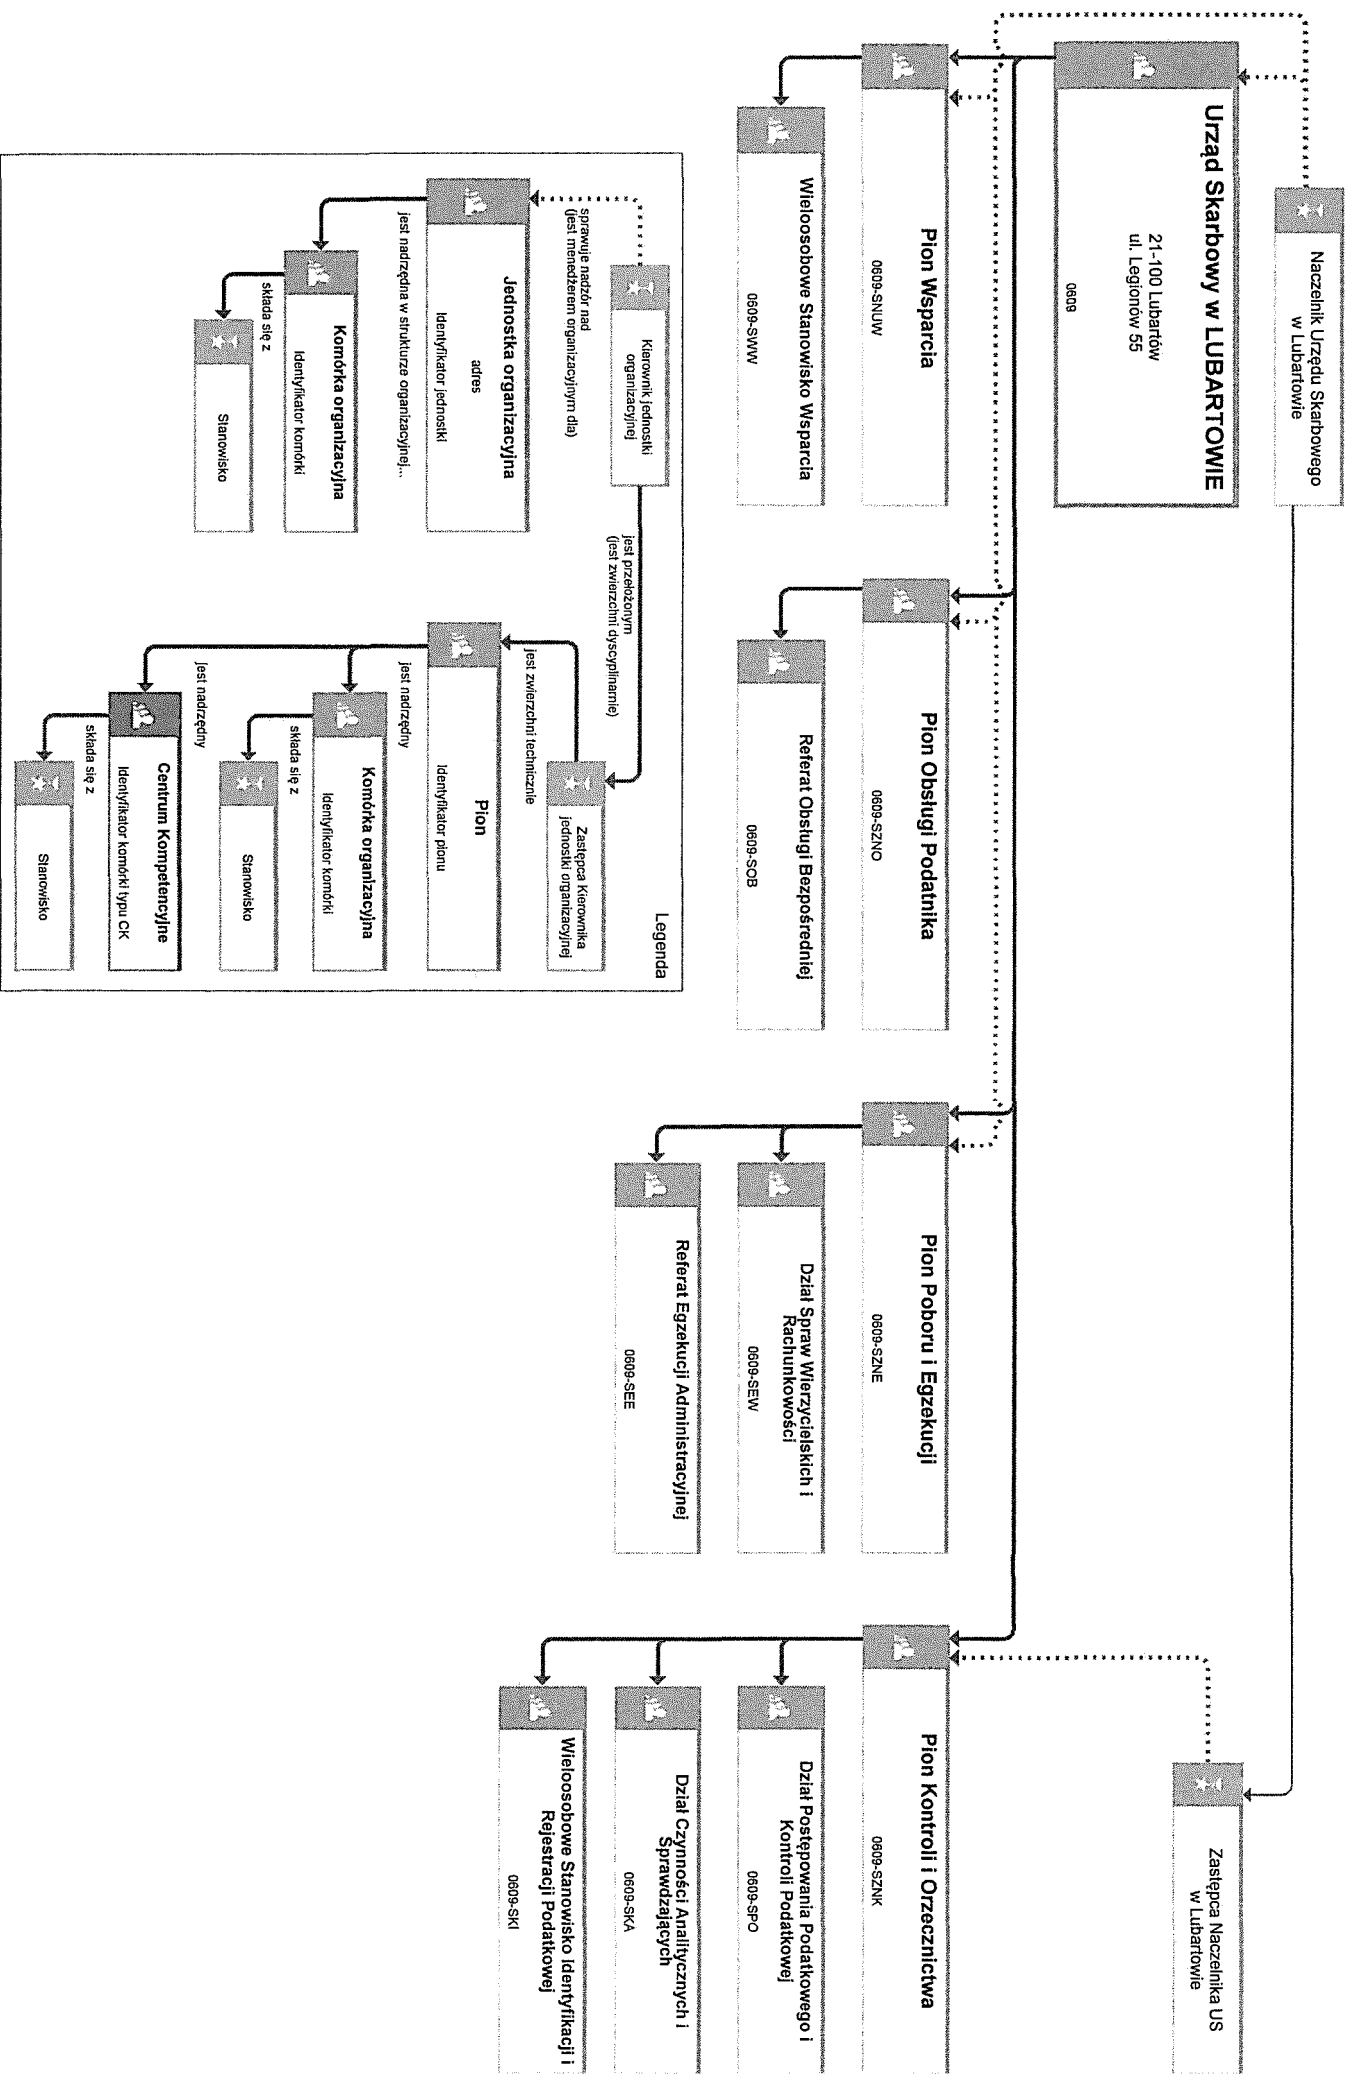 Naczelnik Urzędu Skarbowego
w Lubartowie
Zastępca Naczelnika US
w Lubartowie
Urząd Skarbowy w LUBARTOWIE
21-100 Lubartów
ul. Legionów 55
0609
Pion Wsparcia
0609-SNUW
Wieloosobowe Stanowisko Wsparcia
0609-SWW
Pion Obsługi Podatnika
0609-SZNO
Referat Obsługi Bezpośredniej
0609-SOB
Pion Poboru i Egzekucji
0609-SZNE
Dział Spraw Wierzycielskich i
Rachunkowości
0609-SEW
Referat Egzekucji Administracyjnej
0609-SEE
Pion Kontroli i Orzecznictwa
0609-SZNK
Dział Postępowania Podatkowego i
Kontroli Podatkowej
0609-SPO
Dział Czynności Analitycznych i
Sprawdzających
0609-SKA
Wieloosobowe Stanowisko Identyfikacji i
Rejestracji Podatkowej
0609-SKI
Legenda
Kierownik jednostki
organizacyjnej
jest przełożonym
(jest zwierzchni dyscyplinarnie)
Zastępca Kierownika
jednostki organizacyjnej
sprawuje nadzór nad
(jest menedżerem organizacyjnym dla)
jest zwierzchni technicznie
Jednostka organizacyjna
adres
Identyfikator jednostki
jest nadrzędna w strukturze organizacyjnej...
Komórka organizacyjna
Identyfikator komórki
składa się z
Stanowisko
Pion
Identyfikator pionu
jest nadrzędny
Komórka organizacyjna
Identyfikator komórki
składa się z
Stanowisko
jest nadrzędny
Centrum Kompetencyjne
Identyfikator komórki typu CK
składa się z
Stanowisko